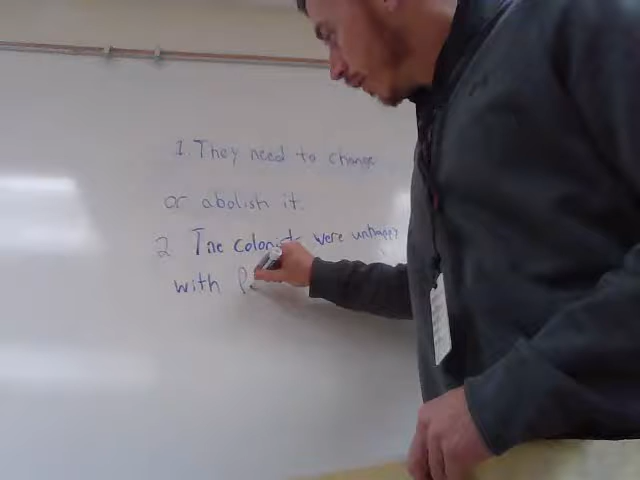 1. They need to change
or abolish it.
2 The colonists were unhappy
with